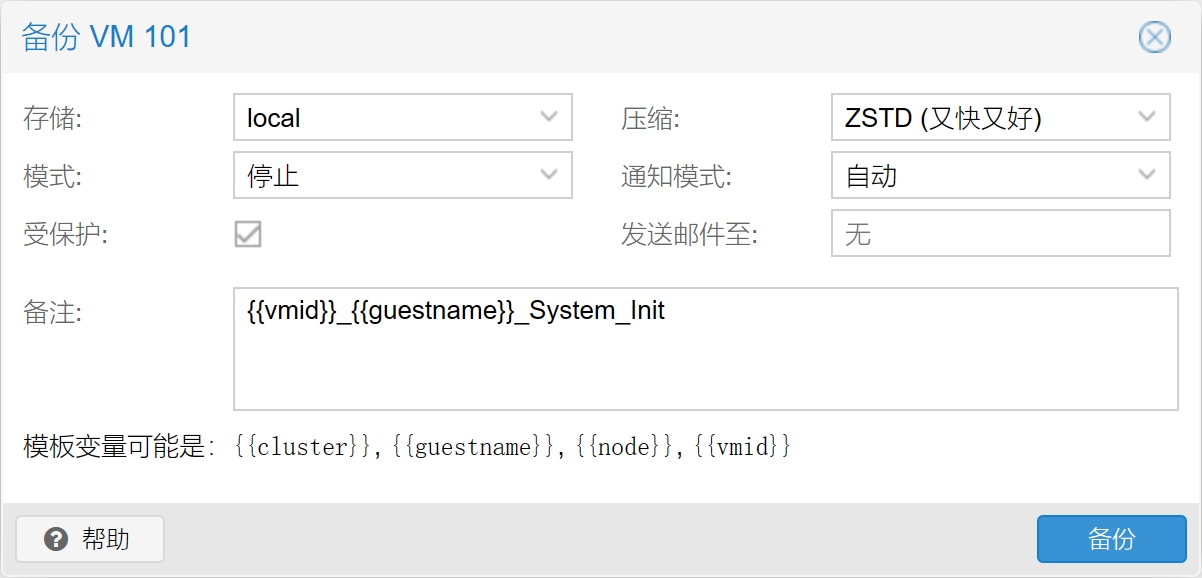 备份 VM 101
存储: local 压缩: ZSTD (又快又好)
模式: 停止 通知模式: 自动
受保护: 发送邮件至: 无
备注: {{vmid}}_{{guestname}}_System_Init
模板变量可能是: {{cluster}}, {{guestname}}, {{node}}, {{vmid}}
帮助 备份